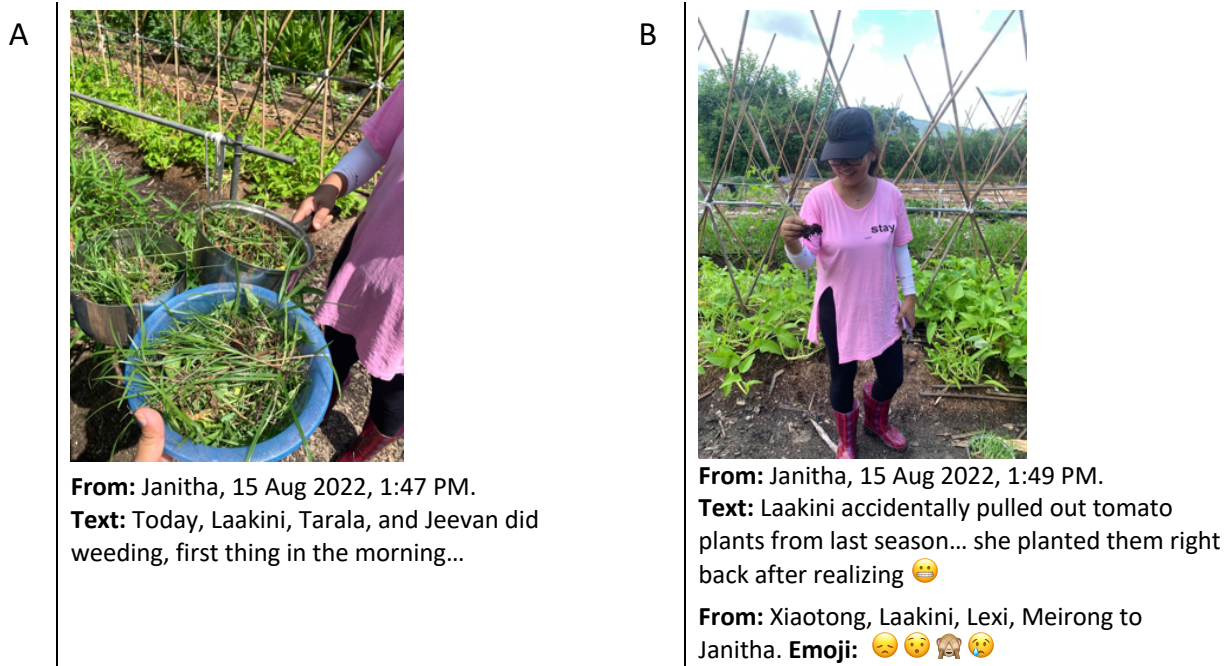 A
From: Janitha, 15 Aug 2022, 1:47 PM.
Text: Today, Laakini, Tarala, and Jeevan did
weeding, first thing in the morning…
B
stay
From: Janitha, 15 Aug 2022, 1:49 PM.
Text: Laakini accidentally pulled out tomato
plants from last season… she planted them right
back after realizing 😬
From: Xiaotong, Laakini, Lexi, Meirong to
Janitha. Emoji: 😞😯🙈😢